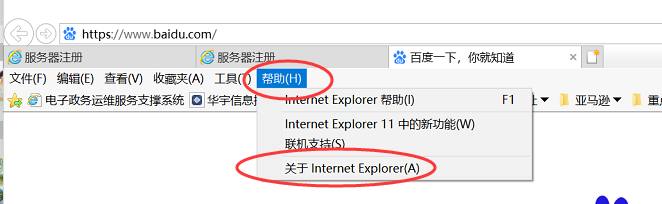 https://www.baidu.com/
服务器注册 服务器注册 百度一下，你就知道
文件(F) 编辑(E) 查看(V) 收藏夹(A) 工具(T) 帮助(H)
电子政务运维服务支撑系统 华宇信息 亚马逊 重点
Internet Explorer 帮助(I) F1
Internet Explorer 11 中的新功能(W)
联机支持(S)
关于 Internet Explorer(A)